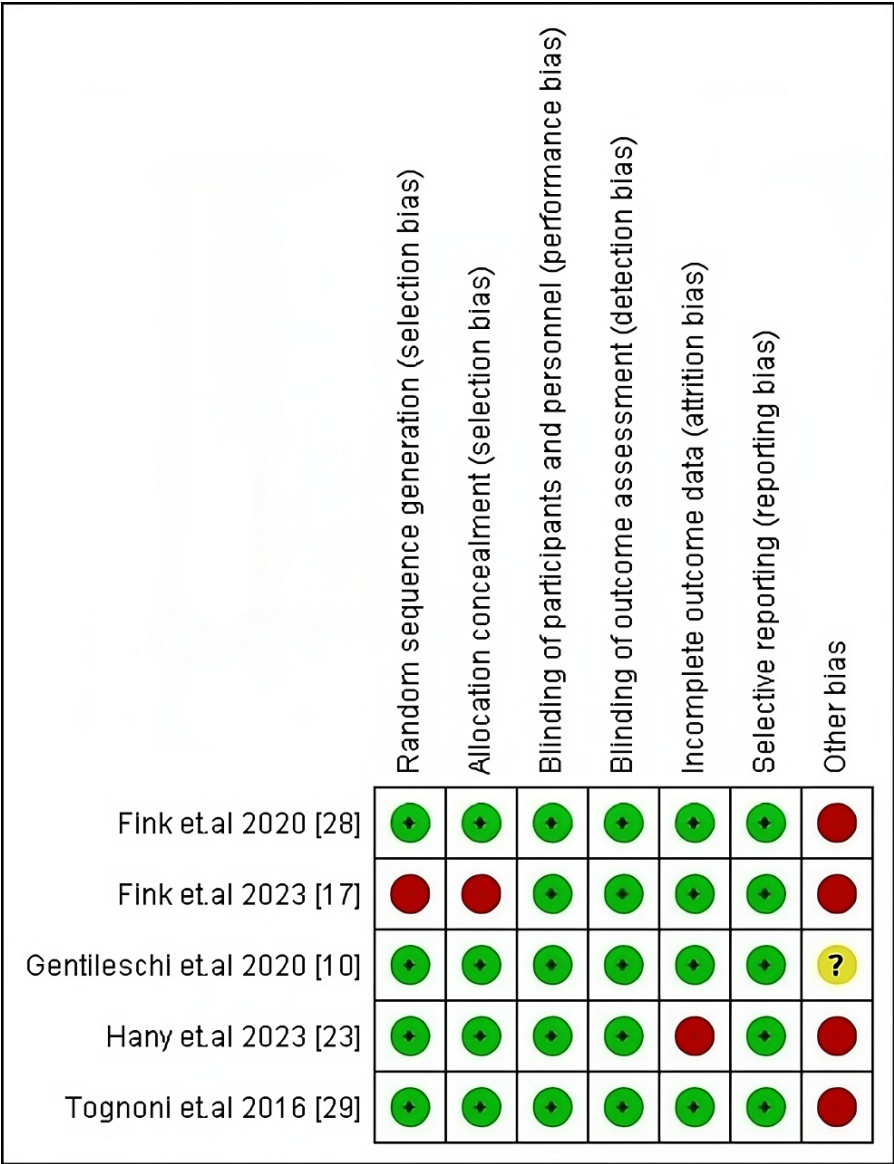 Random sequence generation (selection bias)
Allocation concealment (selection bias)
Blinding of participants and personnel (performance bias)
Blinding of outcome assessment (detection bias)
Incomplete outcome data (attrition bias)
Selective reporting (reporting bias)
Other bias
Fink et.al 2020 [28]
Fink et.al 2023 [17]
Gentileschi et.al 2020 [10] ?
Hany et.al 2023 [23]
Tognoni et.al 2016 [29]